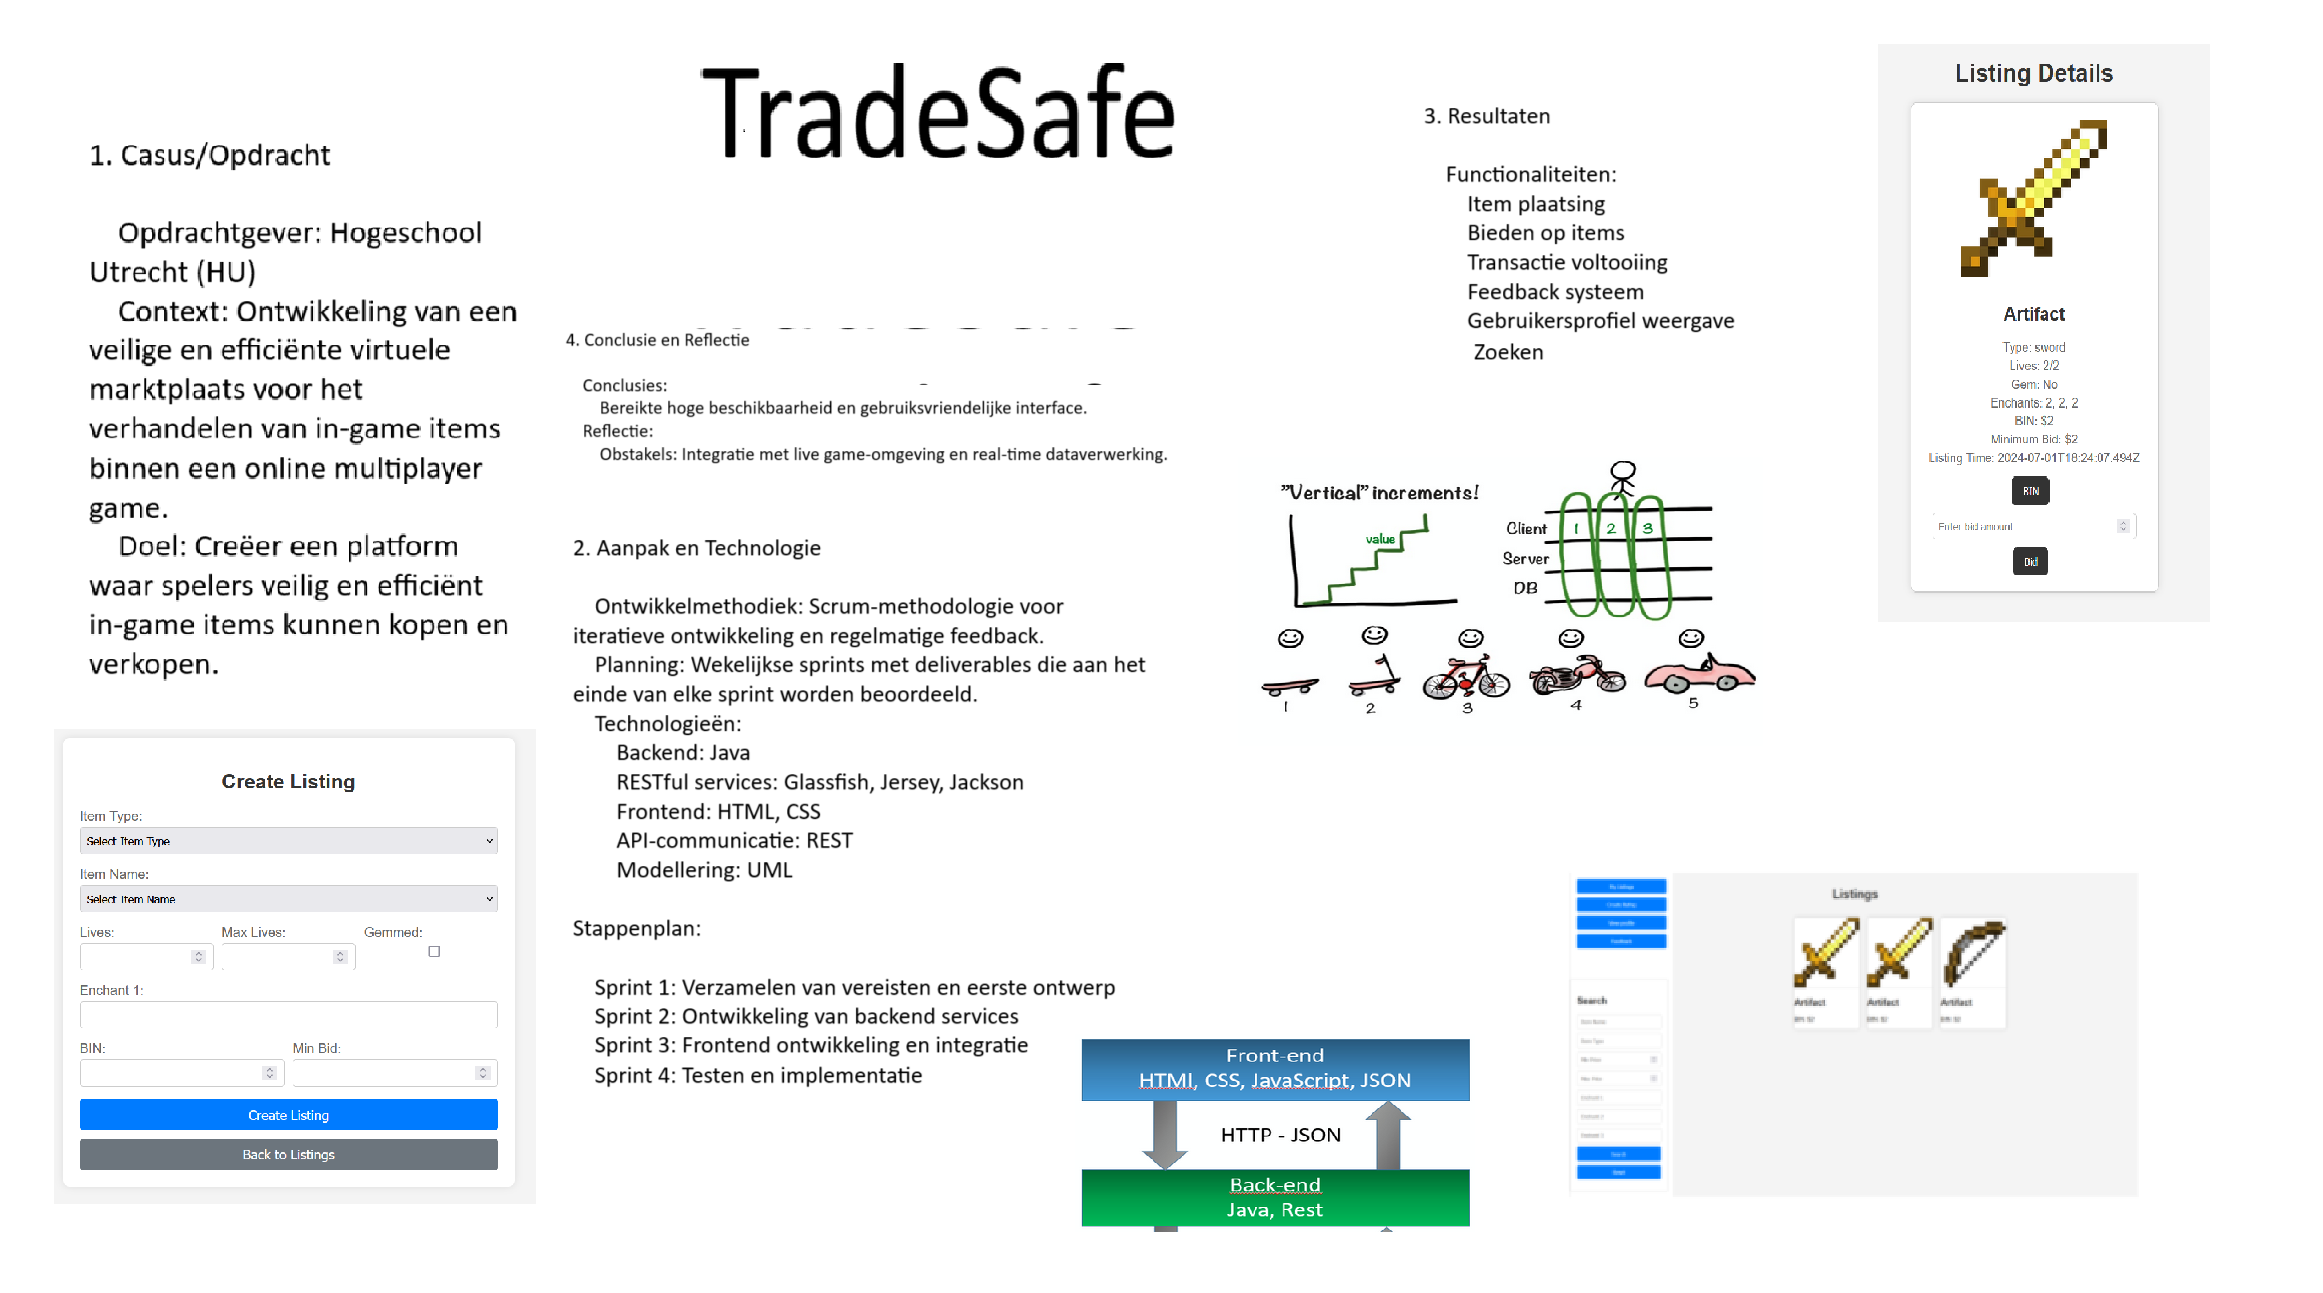 TradeSafe
1. Casus/Opdracht
Opdrachtgever: Hogeschool
Utrecht (HU)
Context: Ontwikkeling van een
veilige en efficiënte virtuele
marktplaats voor het
verhandelen van in-game items
binnen een online multiplayer
game.
Doel: Creëer een platform
waar spelers veilig en efficiënt
in-game items kunnen kopen en
verkopen.
Create Listing
Item Type:
Select Item Type
Item Name:
Select Item Name
Lives:
Max Lives:
Gemmed:
Enchant 1:
BIN:
Min Bid:
Create Listing
Back to Listings
4. Conclusie en Reflectie
Conclusies:
Bereikte hoge beschikbaarheid en gebruiksvriendelijke interface.
Reflectie:
Obstakels: Integratie met live game-omgeving en real-time dataverwerking.
2. Aanpak en Technologie
Ontwikkelmethodiek: Scrum-methodologie voor
iteratieve ontwikkeling en regelmatige feedback.
Planning: Wekelijkse sprints met deliverables die aan het
einde van elke sprint worden beoordeeld.
Technologieën:
Backend: Java
RESTful services: Glassfish, Jersey, Jackson
Frontend: HTML, CSS
API-communicatie: REST
Modellering: UML
Stappenplan:
Sprint 1: Verzamelen van vereisten en eerste ontwerp
Sprint 2: Ontwikkeling van backend services
Sprint 3: Frontend ontwikkeling en integratie
Sprint 4: Testen en implementatie
Front-end
HTMl, CSS, JavaScript, JSON
HTTP - JSON
Back-end
Java, Rest
3. Resultaten
Functionaliteiten:
Item plaatsing
Bieden op items
Transactie voltooiing
Feedback systeem
Gebruikersprofiel weergave
Zoeken
"Vertical" increments!
value
Client
Server
DB
1 2 3
1 2 3 4 5
Listing Details
Artifact
Type: sword
Lives: 2/2
Gem: No
Enchants: 2, 2, 2
BIN: $2
Minimum Bid: $2
Listing Time: 2024-07-01T18:24:07.494Z
BIN
Enter bid amount
Listings
Artifact
Artifact
Artifact
Search